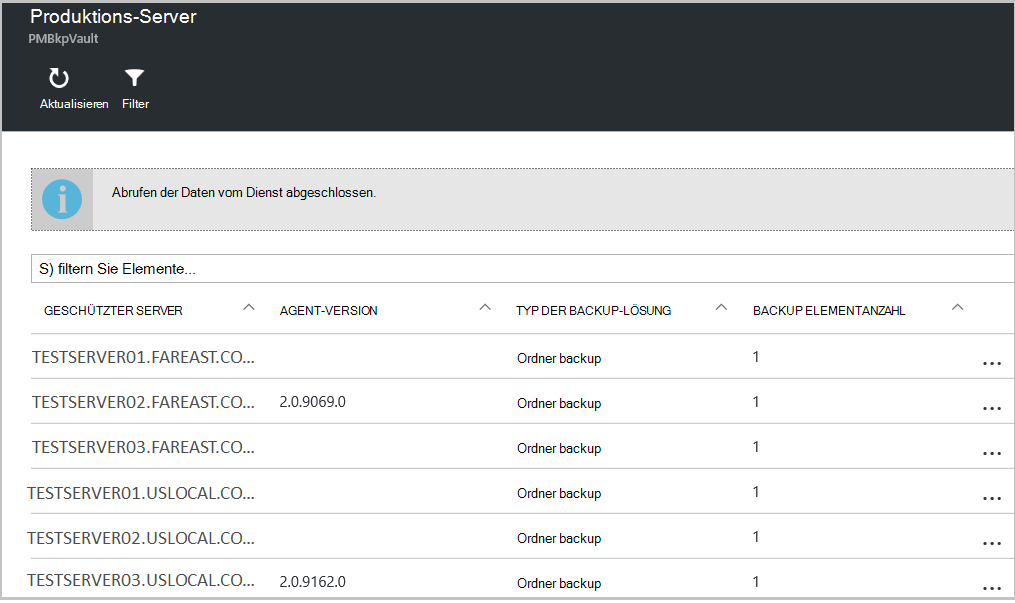 Produktions-Server
PMBkpVault
Aktualisieren Filter
Abrufen der Daten vom Dienst abgeschlossen.
S) filtern Sie Elemente...
GESCHÜTZTER SERVER AGENT-VERSION TYP DER BACKUP-LÖSUNG BACKUP ELEMENTANZAHL
TESTSERVER01.FAREAST.CO... Ordner backup 1 ...
TESTSERVER02.FAREAST.CO... 2.0.9069.0 Ordner backup 1 ...
TESTSERVER03.FAREAST.CO... Ordner backup 1 ...
TESTSERVER01.USLOCAL.CO... Ordner backup 1 ...
TESTSERVER02.USLOCAL.CO... Ordner backup 1 ...
TESTSERVER03.USLOCAL.CO... 2.0.9162.0 Ordner backup 1 ...